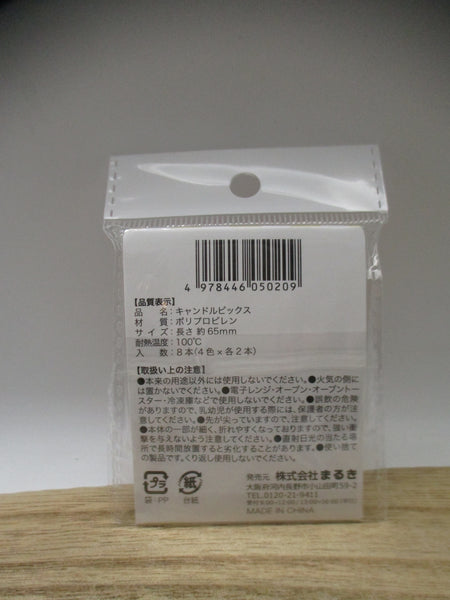 4 978446 050209
【品質表示】
品名：キャンドルピックス
材質：ポリプロピレン
サイズ：長さ 約65mm
耐熱温度：100℃
入数：8本(4色×各2本)
【取扱い上の注意】
●本来の用途以外には使用しないでください。●火気の側に
は置かないでください。●電子レンジ・オーブン・オーブントー
スター・冷凍庫などで使用しないでください。●誤飲の危険
がありますので、乳幼児が使用する際には、保護者の方が注
意してください。●先が尖っていますので、注意してください。
●本体の一部が細く、折れやすくなっておりますので、強い衝
撃を与えないよう注意してください。●直射日光の当たる場
所で長時間放置すると劣化することがあります。●使い捨て
の製品です。くり返し使用しないでください。
プラ
袋：PP
紙
台紙
発売元 株式会社 まるき
大阪府河内長野市小山田町59-2
TEL.0120-21-9411
MADE IN CHINA